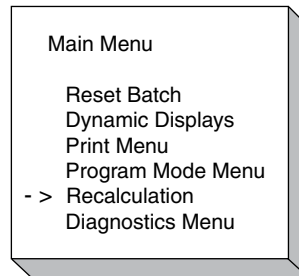 Main Menu
Reset Batch
Dynamic Displays
Print Menu
Program Mode Menu
- > Recalculation
Diagnostics Menu